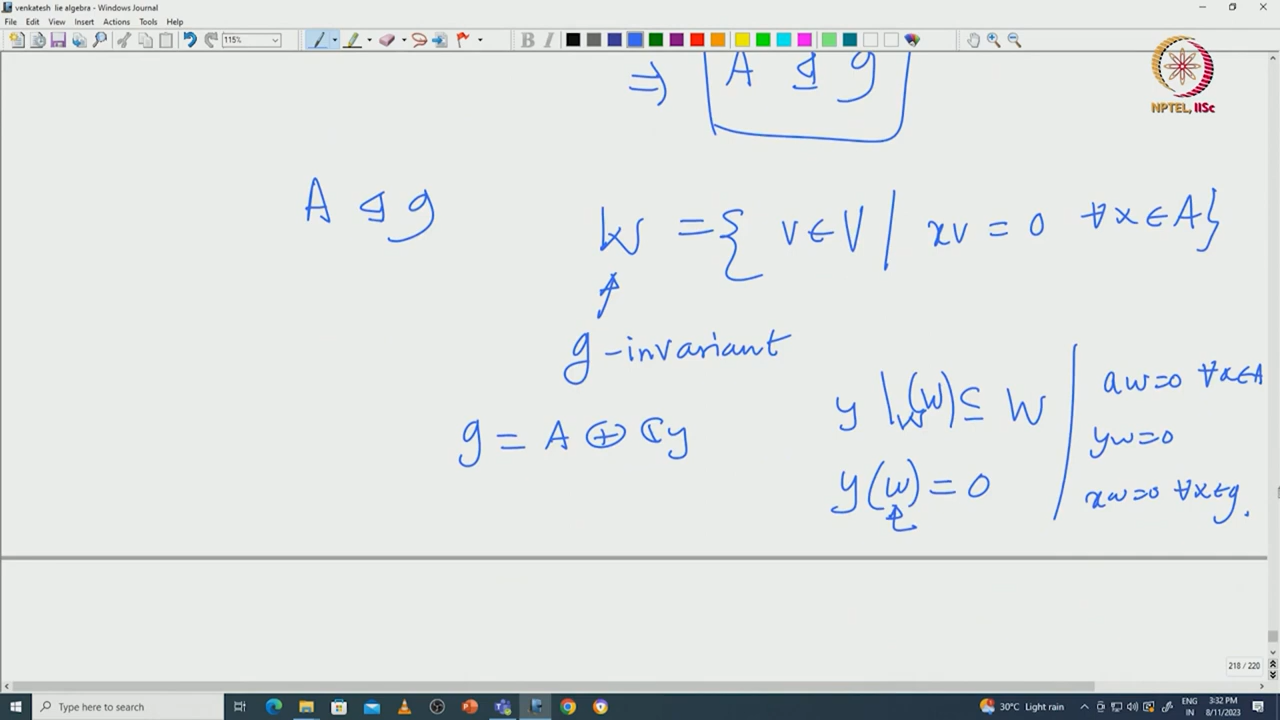 venkatesh lie algebra - Windows Journal
File Edit View Insert Actions Tools Help
115%
NPTEL, IISc
⇒ A ⊴ g
A ⊴ g
W = { v ∈ V | xv = 0 ∀x ∈ A}
g-invariant
g = A ⊕ ℂy
y |_W (W) ⊆ W
y(w) = 0
aw=0 ∀x∈A
yw=0
xw=0 ∀x∈g.
218 / 220
Type here to search
30°C Light rain
ENG
IN
3:32 PM
8/11/2023